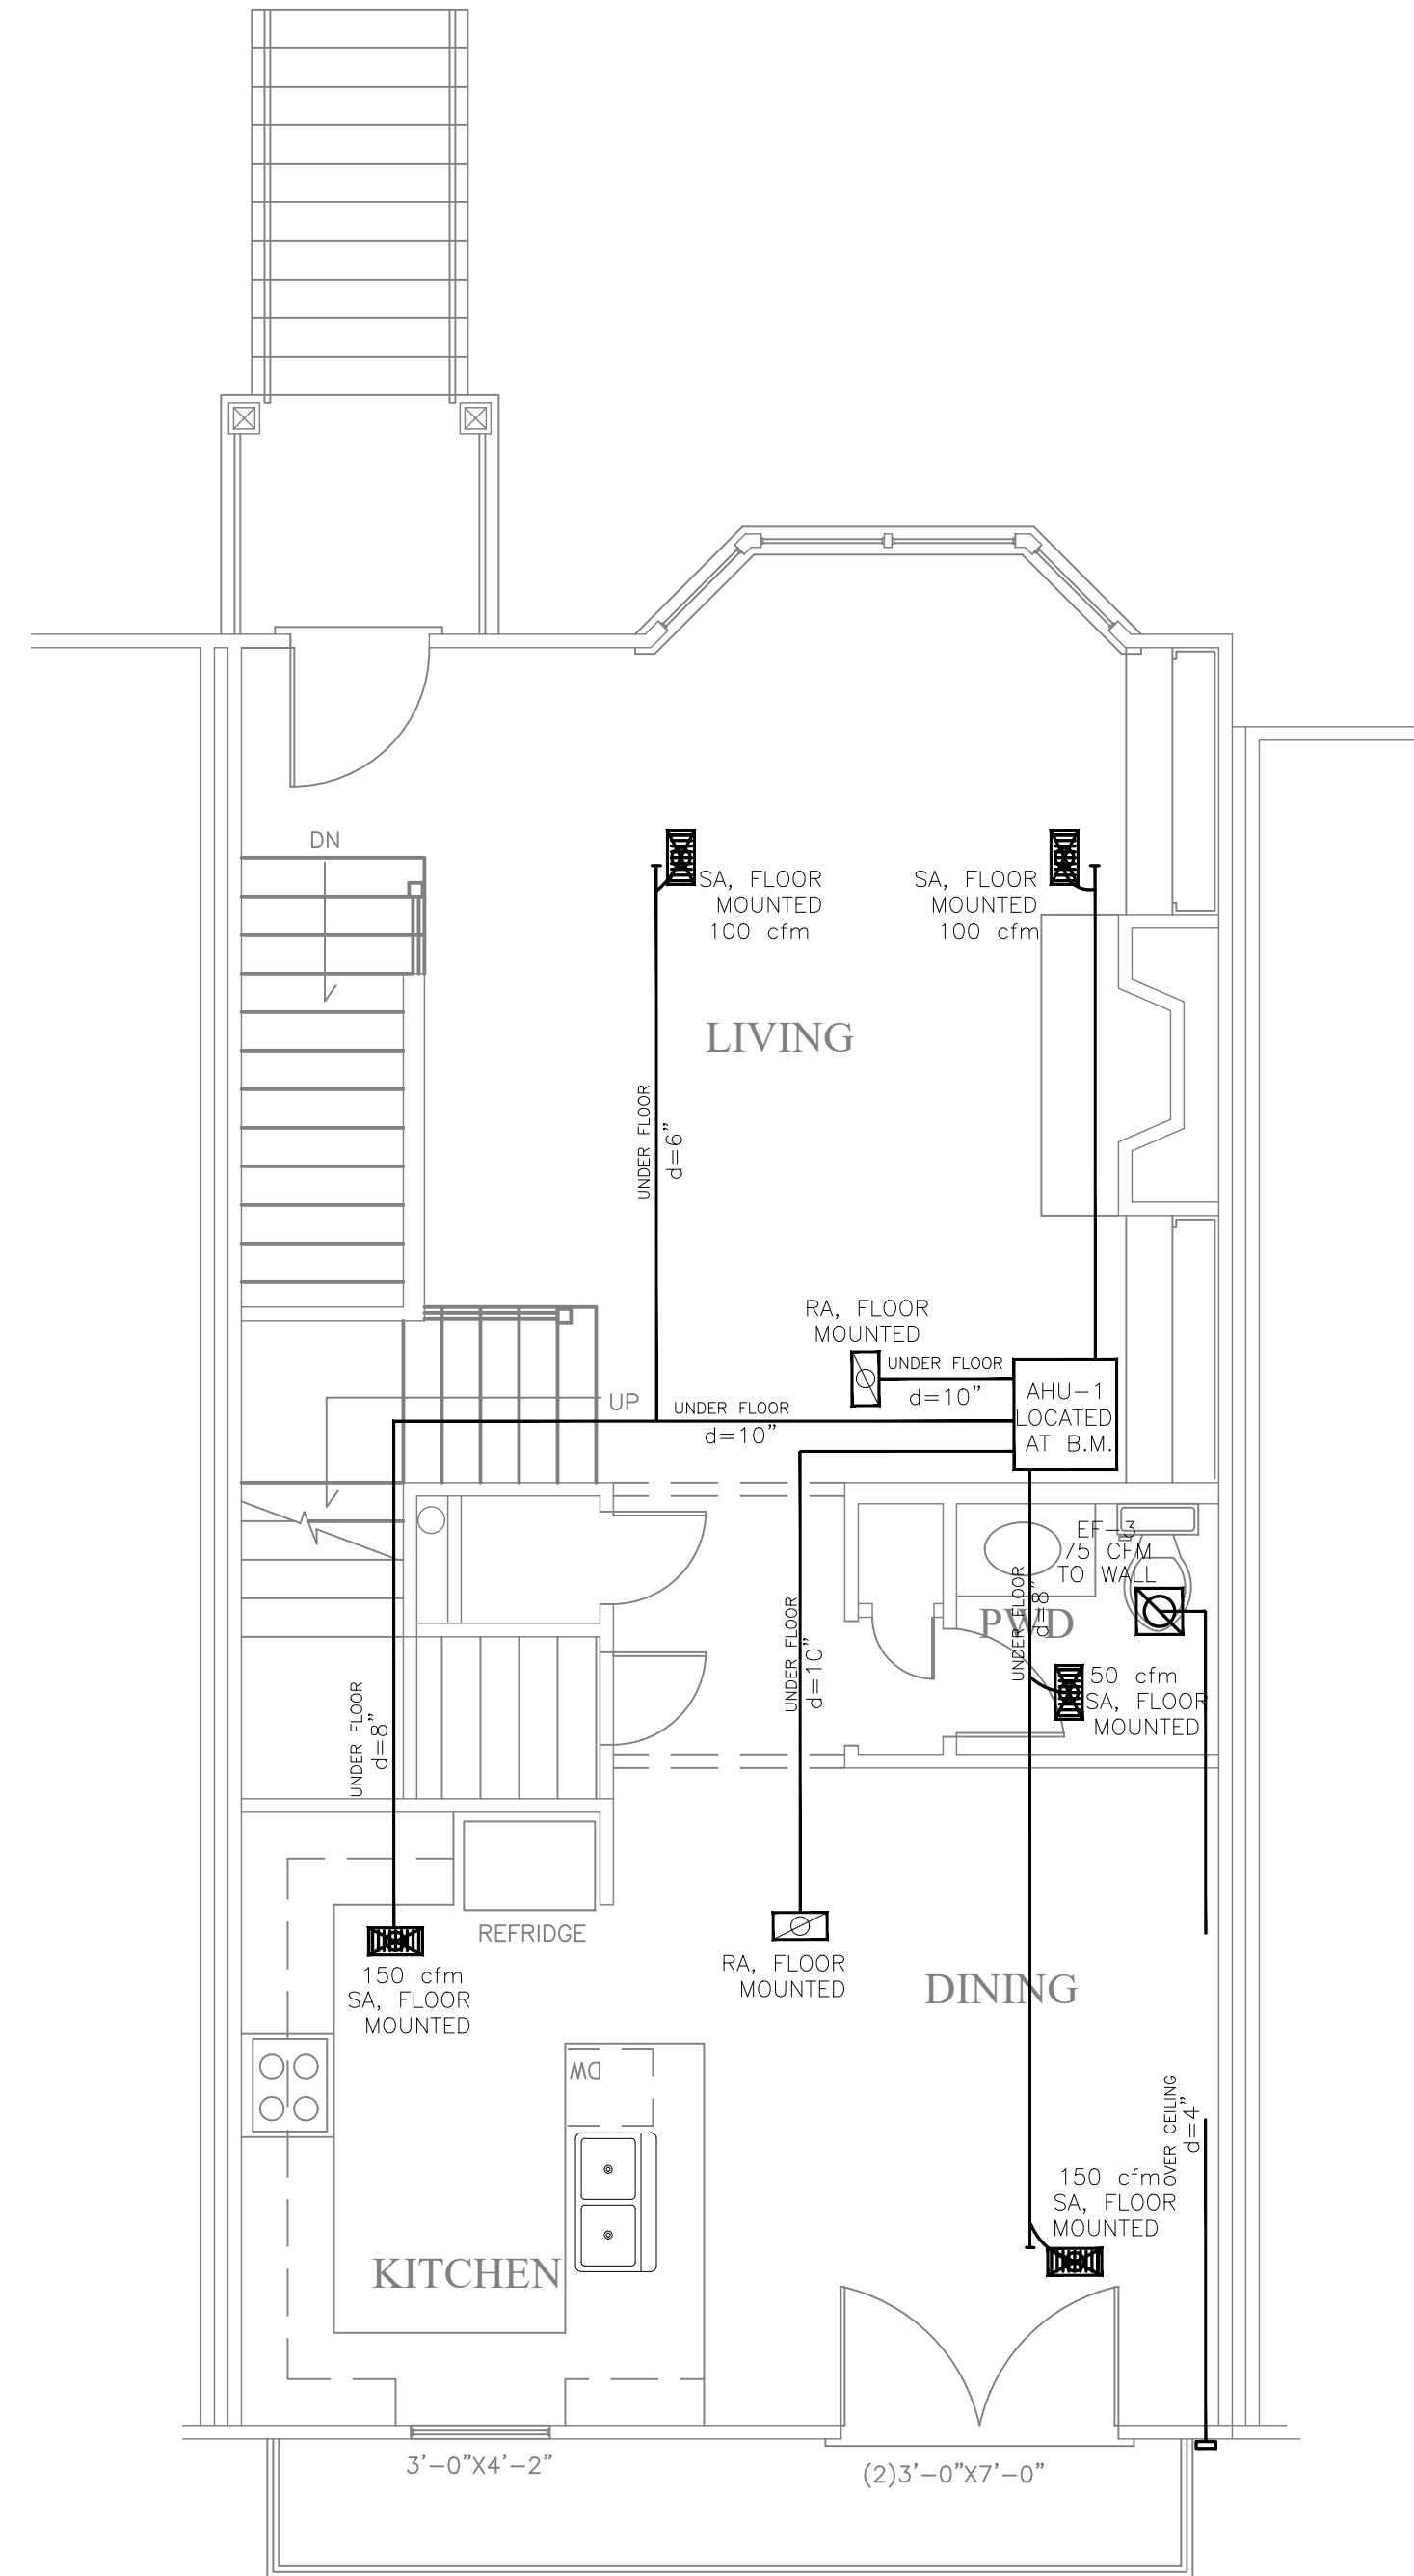 DN
SA, FLOOR
MOUNTED
100 cfm
SA, FLOOR
MOUNTED
100 cfm
LIVING
UNDER FLOOR
d=6"
RA, FLOOR
MOUNTED
UNDER FLOOR
d=10"
AHU-1
LOCATED
AT B.M.
UP
UNDER FLOOR
d=10"
EF-3
75 CFM
TO WALL
UNDER FLOOR
d=8"
PWD
UNDER FLOOR
d=10"
50 cfm
SA, FLOOR
MOUNTED
UNDER FLOOR
d=8"
REFRIDGE
150 cfm
SA, FLOOR
MOUNTED
RA, FLOOR
MOUNTED
DINING
DW
OVER CEILING
d=4"
150 cfm
SA, FLOOR
MOUNTED
KITCHEN
3'-0"X4'-2"
(2)3'-0"X7'-0"